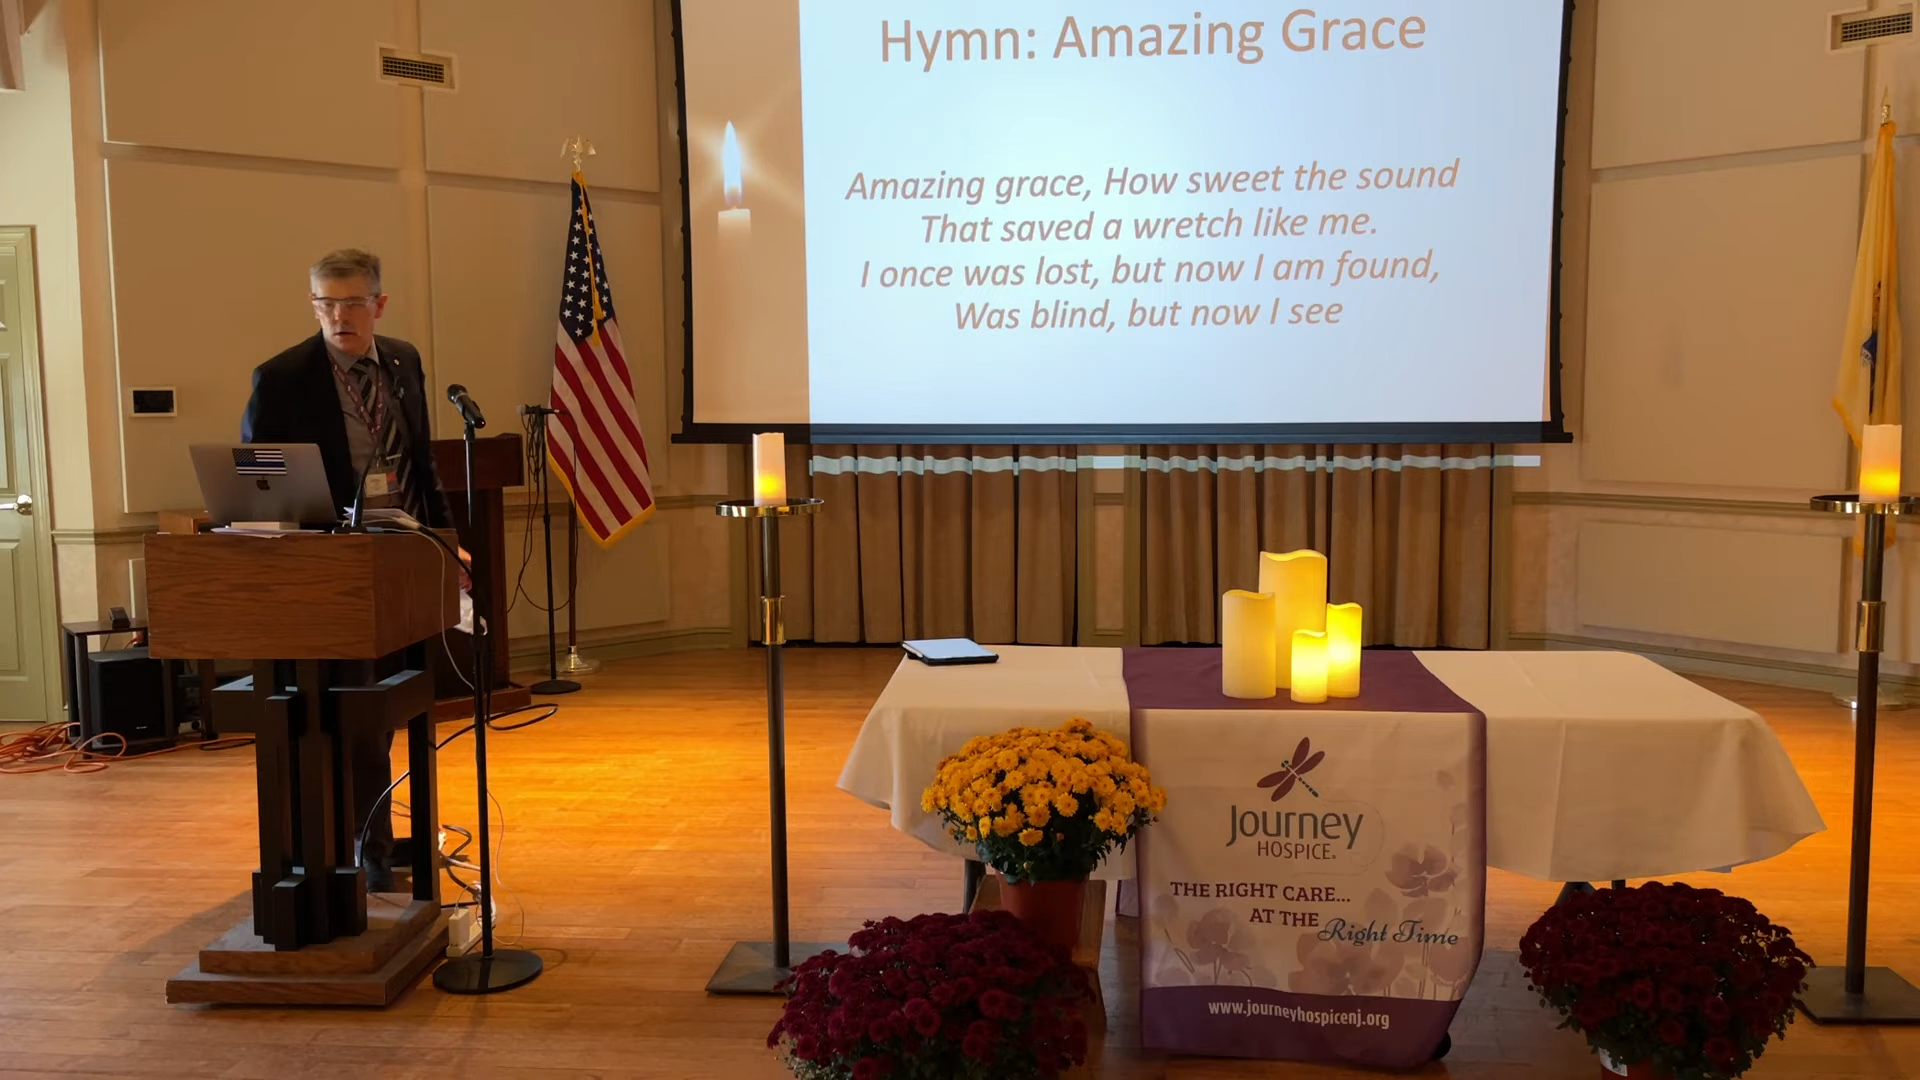 Hymn: Amazing Grace
Amazing grace, How sweet the sound
That saved a wretch like me.
I once was lost, but now I am found,
Was blind, but now I see
Journey
HOSPICE®
THE RIGHT CARE...
AT THE Right Time
www.journeyhospicenj.org